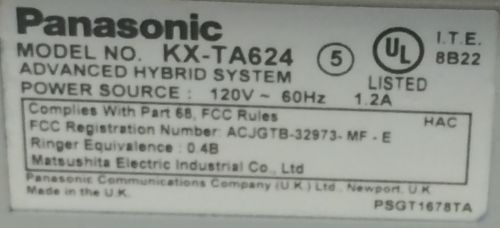 Panasonic
MODEL NO. KX-TA624 5 UL I.T.E. 8B22
ADVANCED HYBRID SYSTEM LISTED
POWER SOURCE : 120V~ 60Hz 1.2A
Complies With Part 68, FCC Rules HAC
FCC Registration Number: ACJGTB-32973-MF-E
Ringer Equivalence : 0.4B
Matsushita Electric Industrial Co., Ltd
Panasonic Communications Company (U.K.) Ltd., Newport. U.K
Made in the U.K.
PSGT1678TA